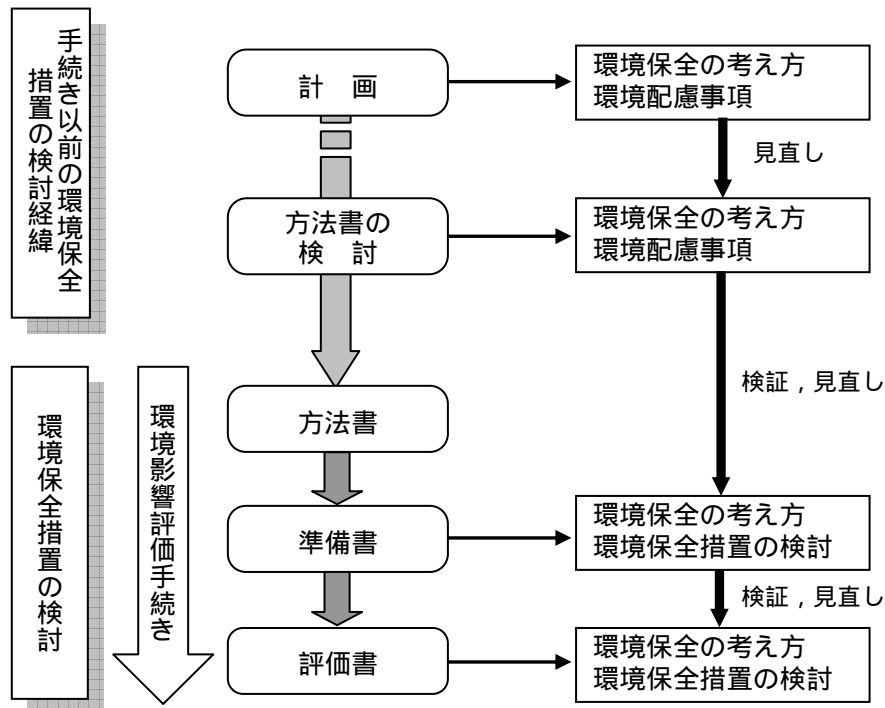 手続き以前の環境保全
措置の検討経緯
計　画
環境保全の考え方
環境配慮事項
見直し
方法書の
検　討
環境保全の考え方
環境配慮事項
検証，見直し
環境保全措置の検討
環境影響評価手続き
方法書
準備書
環境保全の考え方
環境保全措置の検討
検証，見直し
評価書
環境保全の考え方
環境保全措置の検討